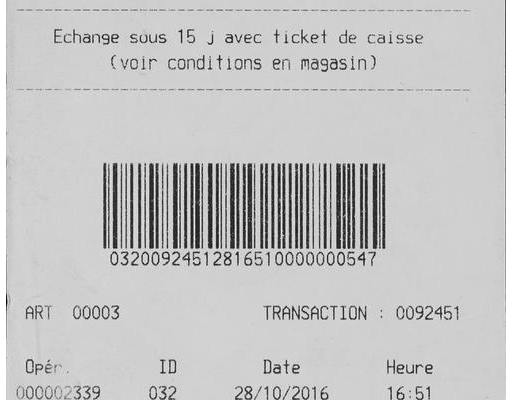 Echange sous 15 j avec ticket de caisse
(voir conditions en magasin)
03200924512816510000000547
ART 00003 TRANSACTION : 0092451
Opér. ID Date Heure
000002339 032 28/10/2016 16:51